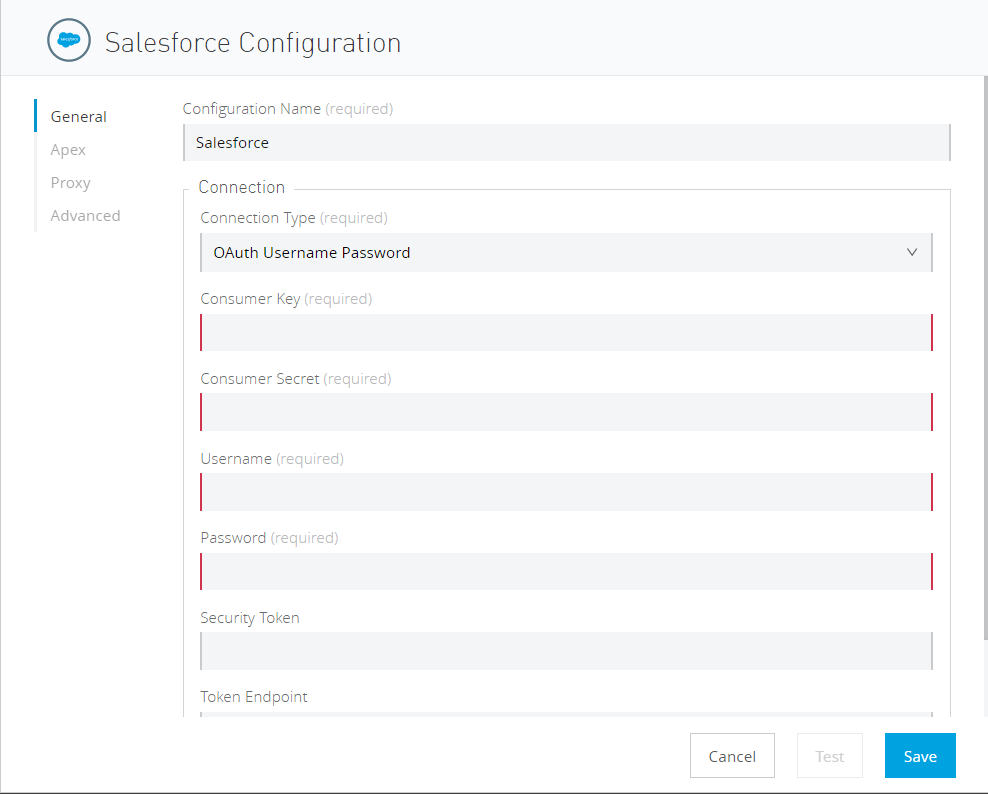 Salesforce Configuration
General
Apex
Proxy
Advanced
Configuration Name (required)
Salesforce
Connection
Connection Type (required)
OAuth Username Password
Consumer Key (required)
Consumer Secret (required)
Username (required)
Password (required)
Security Token
Token Endpoint
Cancel
Test
Save